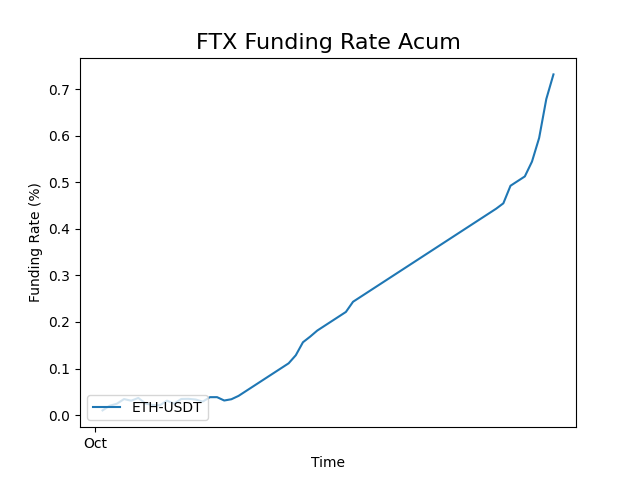 FTX Funding Rate Acum
Funding Rate (%)
0.7
0.6
0.5
0.4
0.3
0.2
0.1
0.0
ETH-USDT
Oct
Time